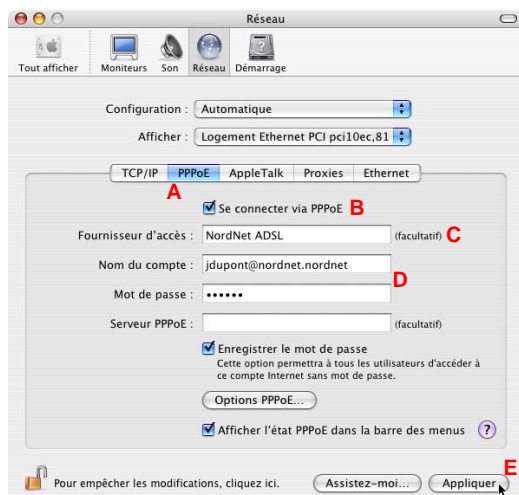 Réseau
Tout afficher Moniteurs Son Réseau Démarrage
Configuration : Automatique
Afficher : Logement Ethernet PCI pci10ec,81
TCP/IP PPPoE AppleTalk Proxies Ethernet
A
Se connecter via PPPoE B
Fournisseur d'accès : NordNet ADSL (facultatif) C
Nom du compte : jdupont@nordnet.nordnet
D
Mot de passe : ••••••
Serveur PPPoE : (facultatif)
Enregistrer le mot de passe
Cette option permettra à tous les utilisateurs d'accéder à
ce compte Internet sans mot de passe.
Options PPPoE...
Afficher l'état PPPoE dans la barre des menus ?
E
Pour empêcher les modifications, cliquez ici. Assistez-moi... Appliquer